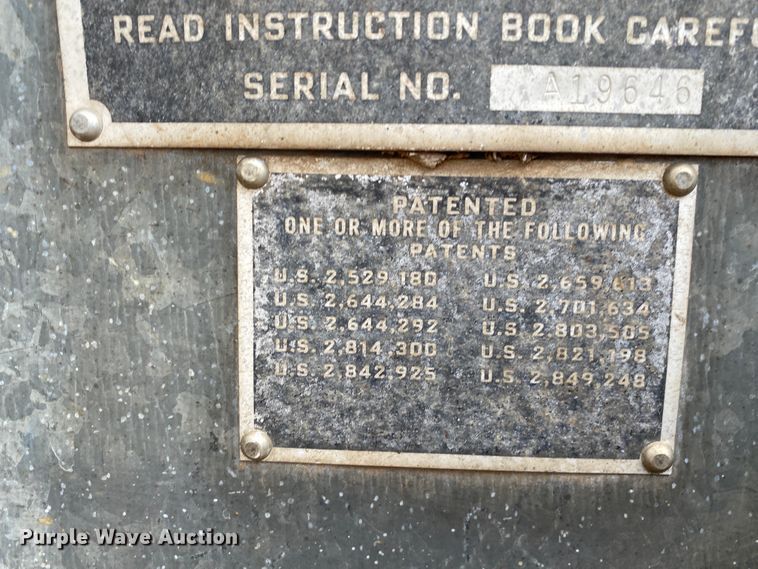 READ INSTRUCTION BOOK CAREF
SERIAL NO. A19646
PATENTED
ONE OR MORE OF THE FOLLOWING
PATENTS
U.S. 2,529,180 U.S. 2,659,613
U.S. 2,644,284 U.S. 2,701,634
U.S. 2,644,292 U.S. 2,803,505
U.S. 2,814,300 U.S. 2,821,198
U.S. 2,842,925 U.S. 2,849,248
Purple Wave Auction